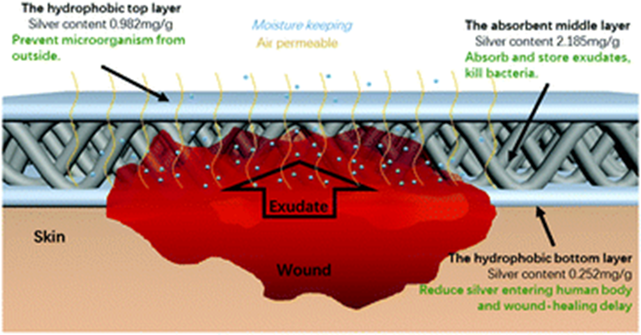 The hydrophobic top layer
Silver content 0.982mg/g
Prevent microorganism from
outside.
Moisture keeping
Air permeable
The absorbent middle layer
Silver content 2.185mg/g
Absorb and store exudates,
kill bacteria.
Exudate
Skin
Wound
The hydrophobic bottom layer
Silver content 0.252mg/g
Reduce silver entering human body
and wound-healing delay